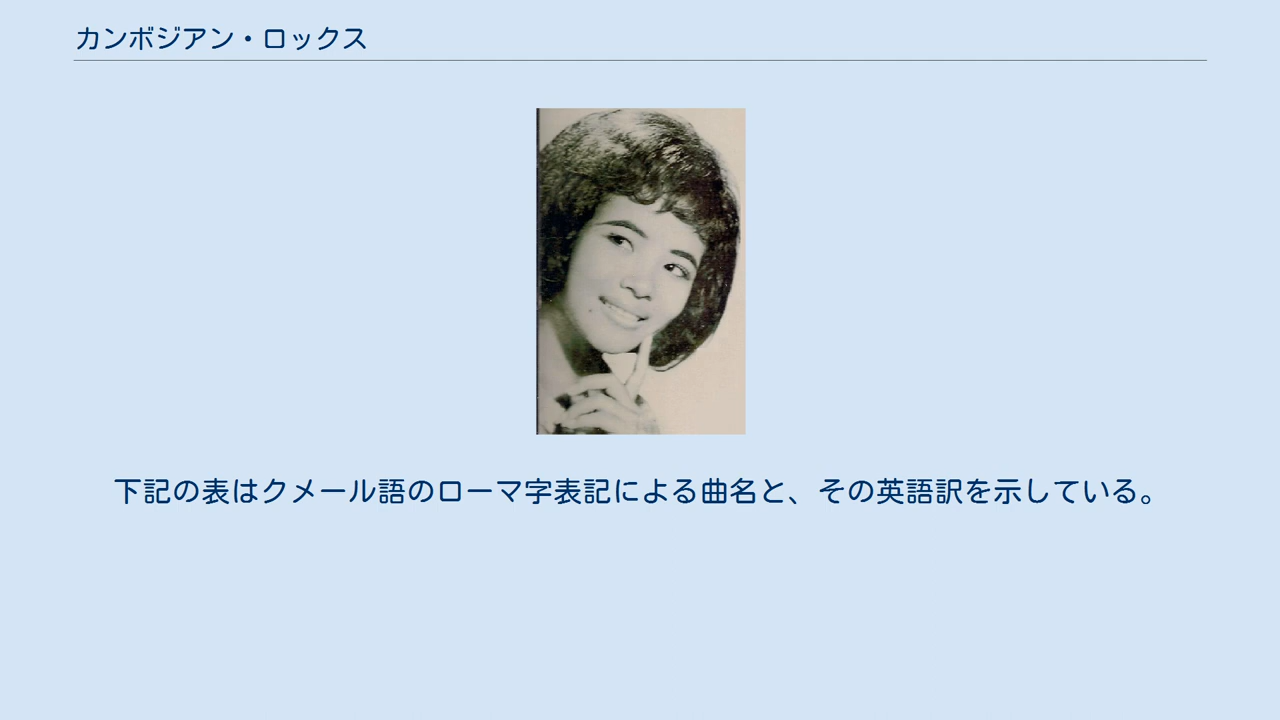 カンボジアン・ロックス
下記の表はクメール語のローマ字表記による曲名と、その英語訳を示している。